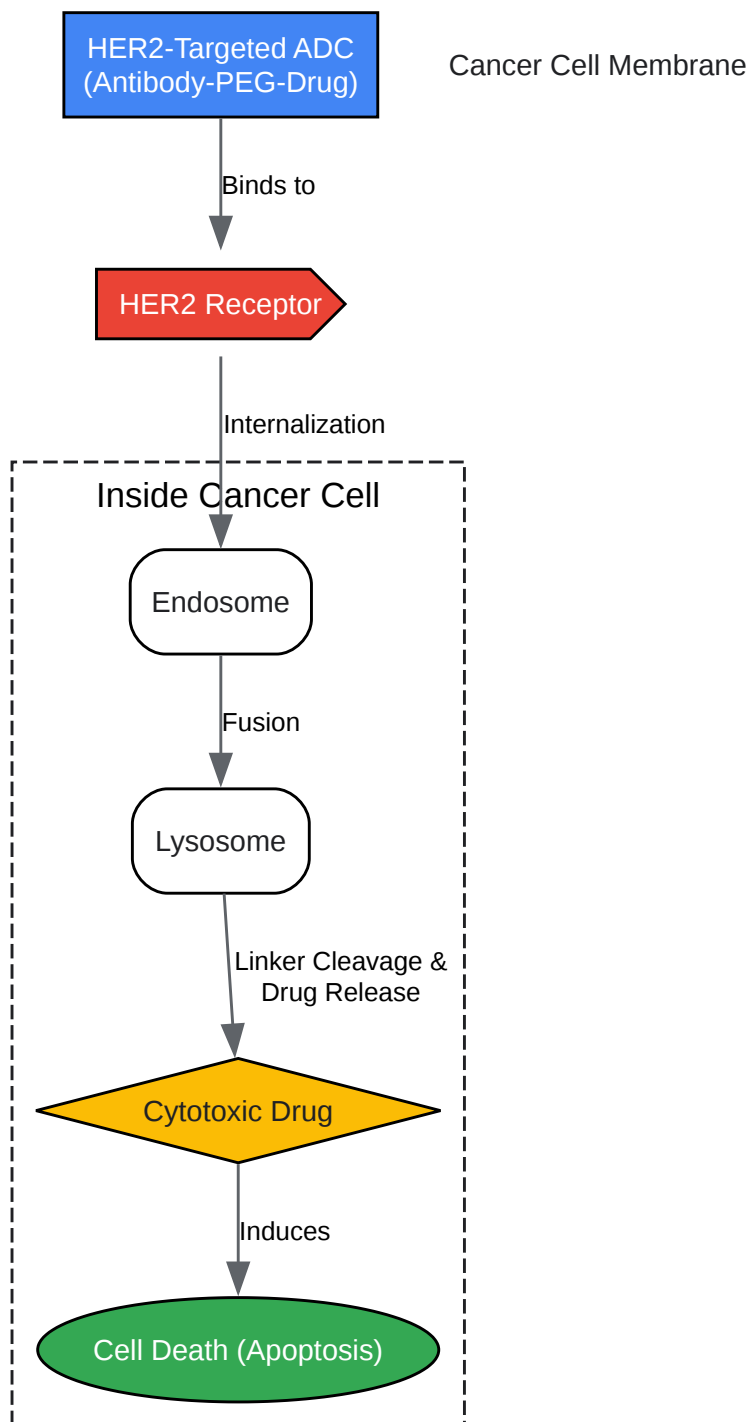 HER2-Targeted ADC
(Antibody-PEG-Drug)
Cancer Cell Membrane
Binds to
HER2 Receptor
Internalization
Inside Cancer Cell
Endosome
Fusion
Lysosome
Linker Cleavage &
Drug Release
Cytotoxic Drug
Induces
Cell Death (Apoptosis)